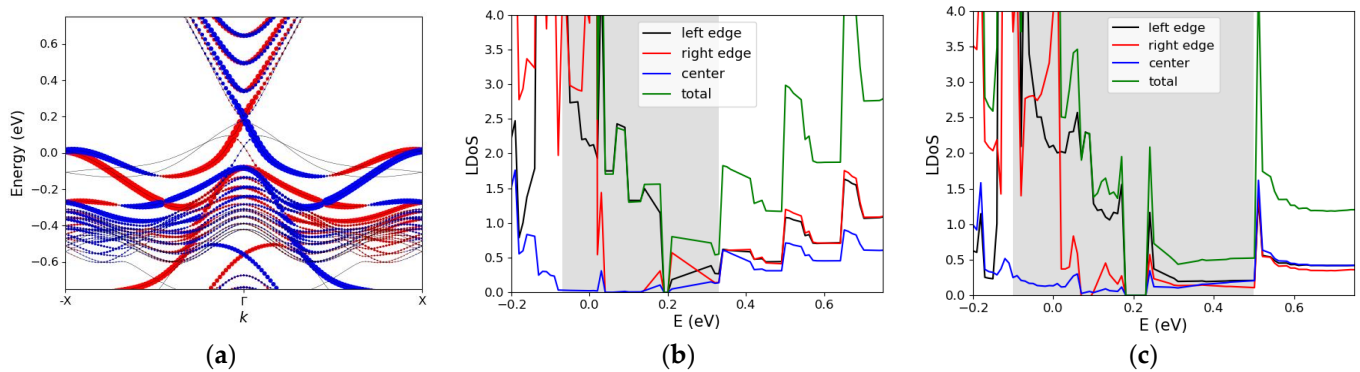 Energy (eV)
0.6
0.4
0.2
0.0
−0.2
−0.4
−0.6
-X
Γ
X
k
(a)
LDoS
4.0
3.5
3.0
2.5
2.0
1.5
1.0
0.5
0.0
left edge
right edge
center
total
−0.2
0.0
0.2
0.4
0.6
E (eV)
(b)
LDoS
4.0
3.5
3.0
2.5
2.0
1.5
1.0
0.5
0.0
left edge
right edge
center
total
−0.2
0.0
0.2
0.4
0.6
E (eV)
(c)